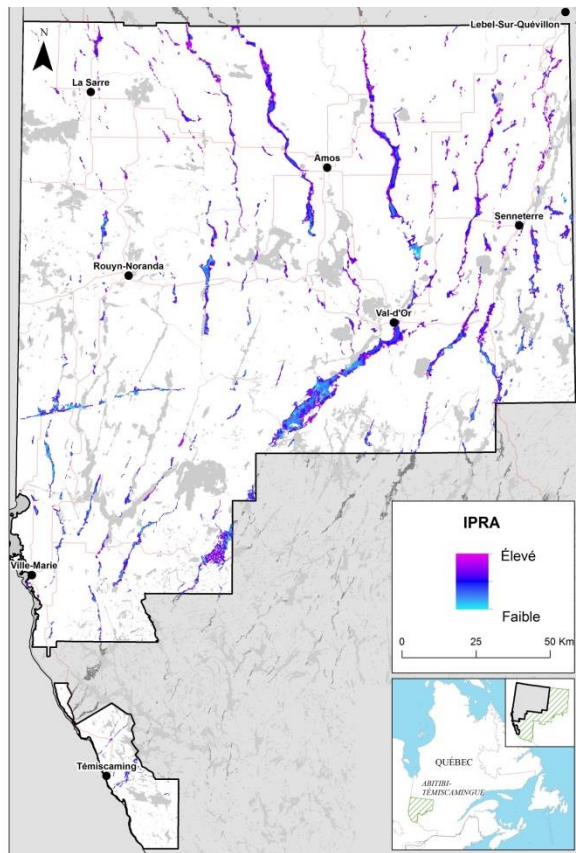 Lebel-Sur-Quévillon
N
La Sarre
Amos
Senneterre
Rouyn-Noranda
Val-d'Or
Ville-Marie
Témiscaming
IPRA
Élevé
Faible
0 25 50 Km
QUÉBEC
ABITIBI-
TÉMISCAMINGUE